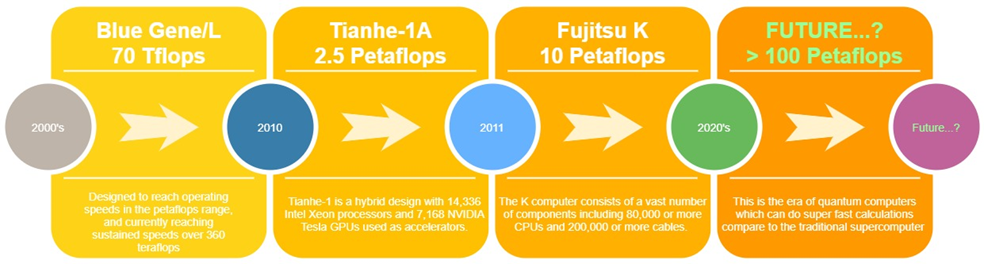 Blue Gene/L
70 Tflops
Tianhe-1A
2.5 Petaflops
Fujitsu K
10 Petaflops
FUTURE...?
> 100 Petaflops
2000's
2010
2011
2020's
Future...?
Designed to reach operating
speeds in the petaflops range,
and currently reaching
sustained speeds over 360
teraflops
Tianhe-1 is a hybrid design with 14,336
Intel Xeon processors and 7,168 NVIDIA
Tesla GPUs used as accelerators.
The K computer consists of a vast number
of components including 80,000 or more
CPUs and 200,000 or more cables.
This is the era of quantum computers
which can do super fast calculations
compare to the traditional supercomputer